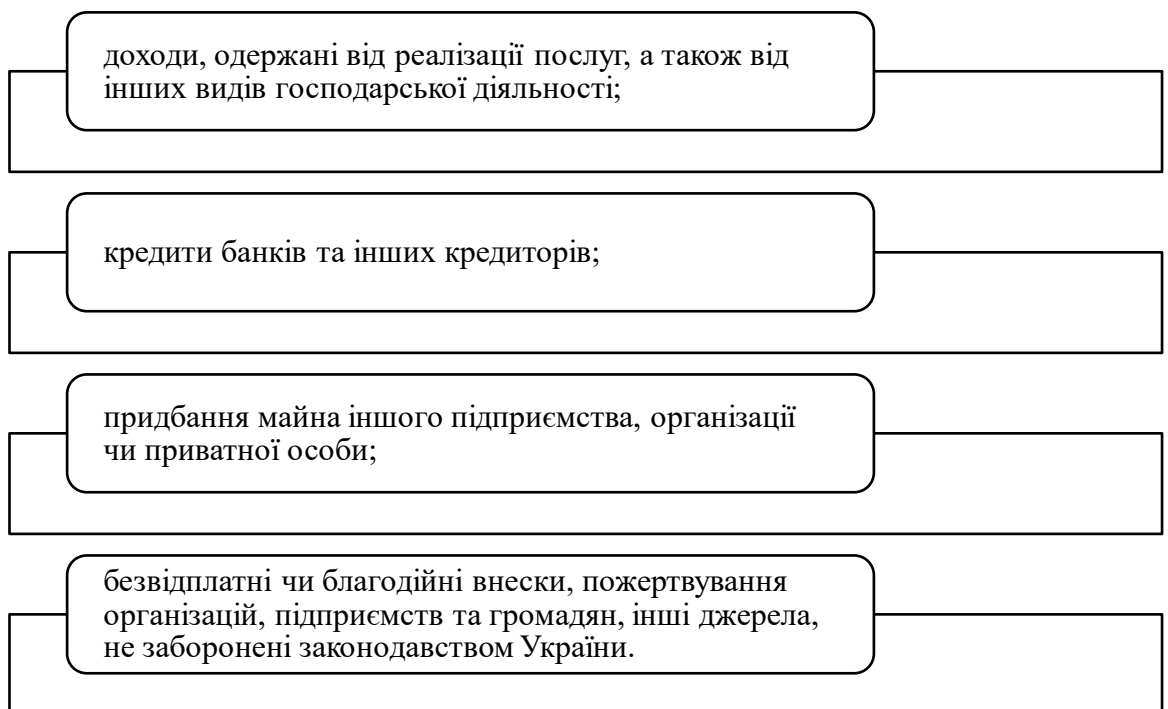 доходи, одержані від реалізації послуг, а також від
інших видів господарської діяльності;
кредити банків та інших кредиторів;
придбання майна іншого підприємства, організації
чи приватної особи;
безвідплатні чи благодійні внески, пожертвування
організацій, підприємств та громадян, інші джерела,
не заборонені законодавством України.